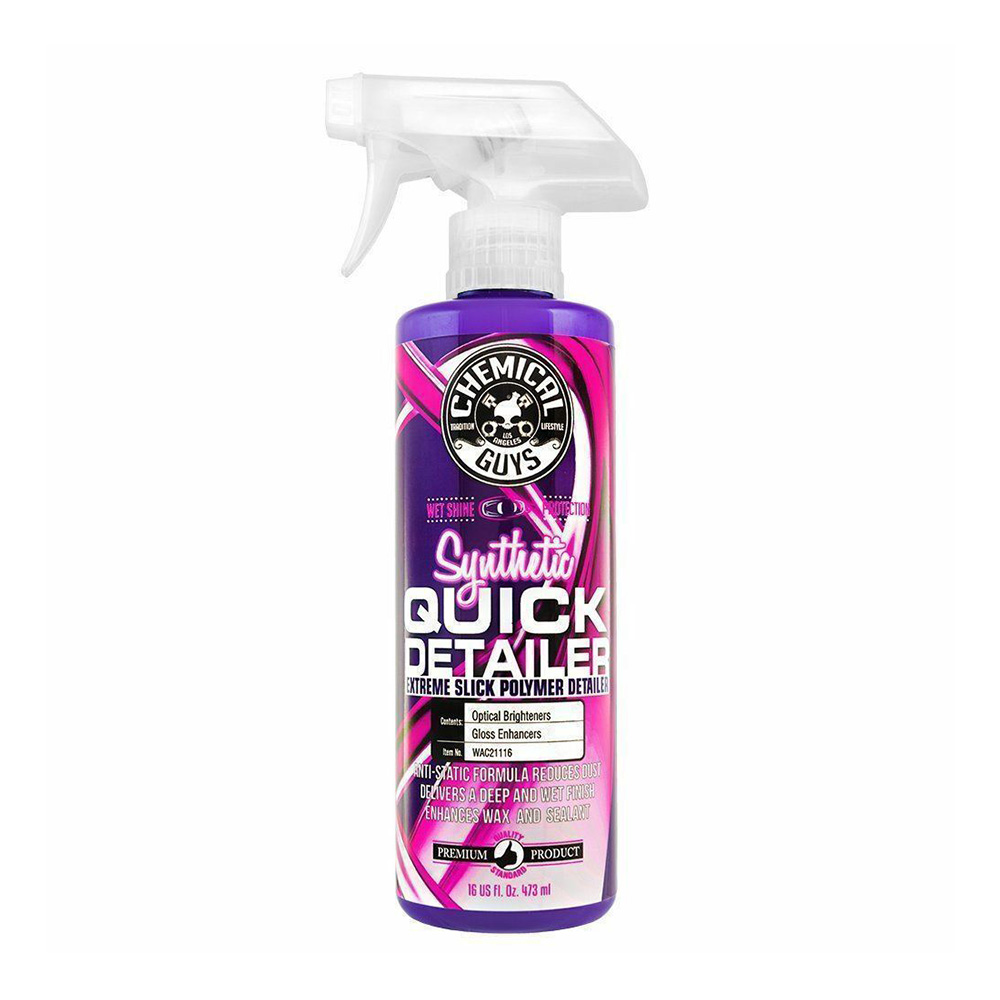 CHEMICAL
TRADITION
LIFESTYLE
LOS
ANGELES
GUYS
WET SHINE PROTECTION
Synthetic
QUICK
DETAILER
EXTREME SLICK POLYMER DETAILER
Contents: Optical Brighteners
Gloss Enhancers
Item No. WAC21116
ANTI-STATIC FORMULA REDUCES DUST
DELIVERS A DEEP AND WET FINISH
ENHANCES WAX AND SEALANT
QUALITY
PREMIUM PRODUCT
STANDARD
16 US fl. Oz. 473 ml